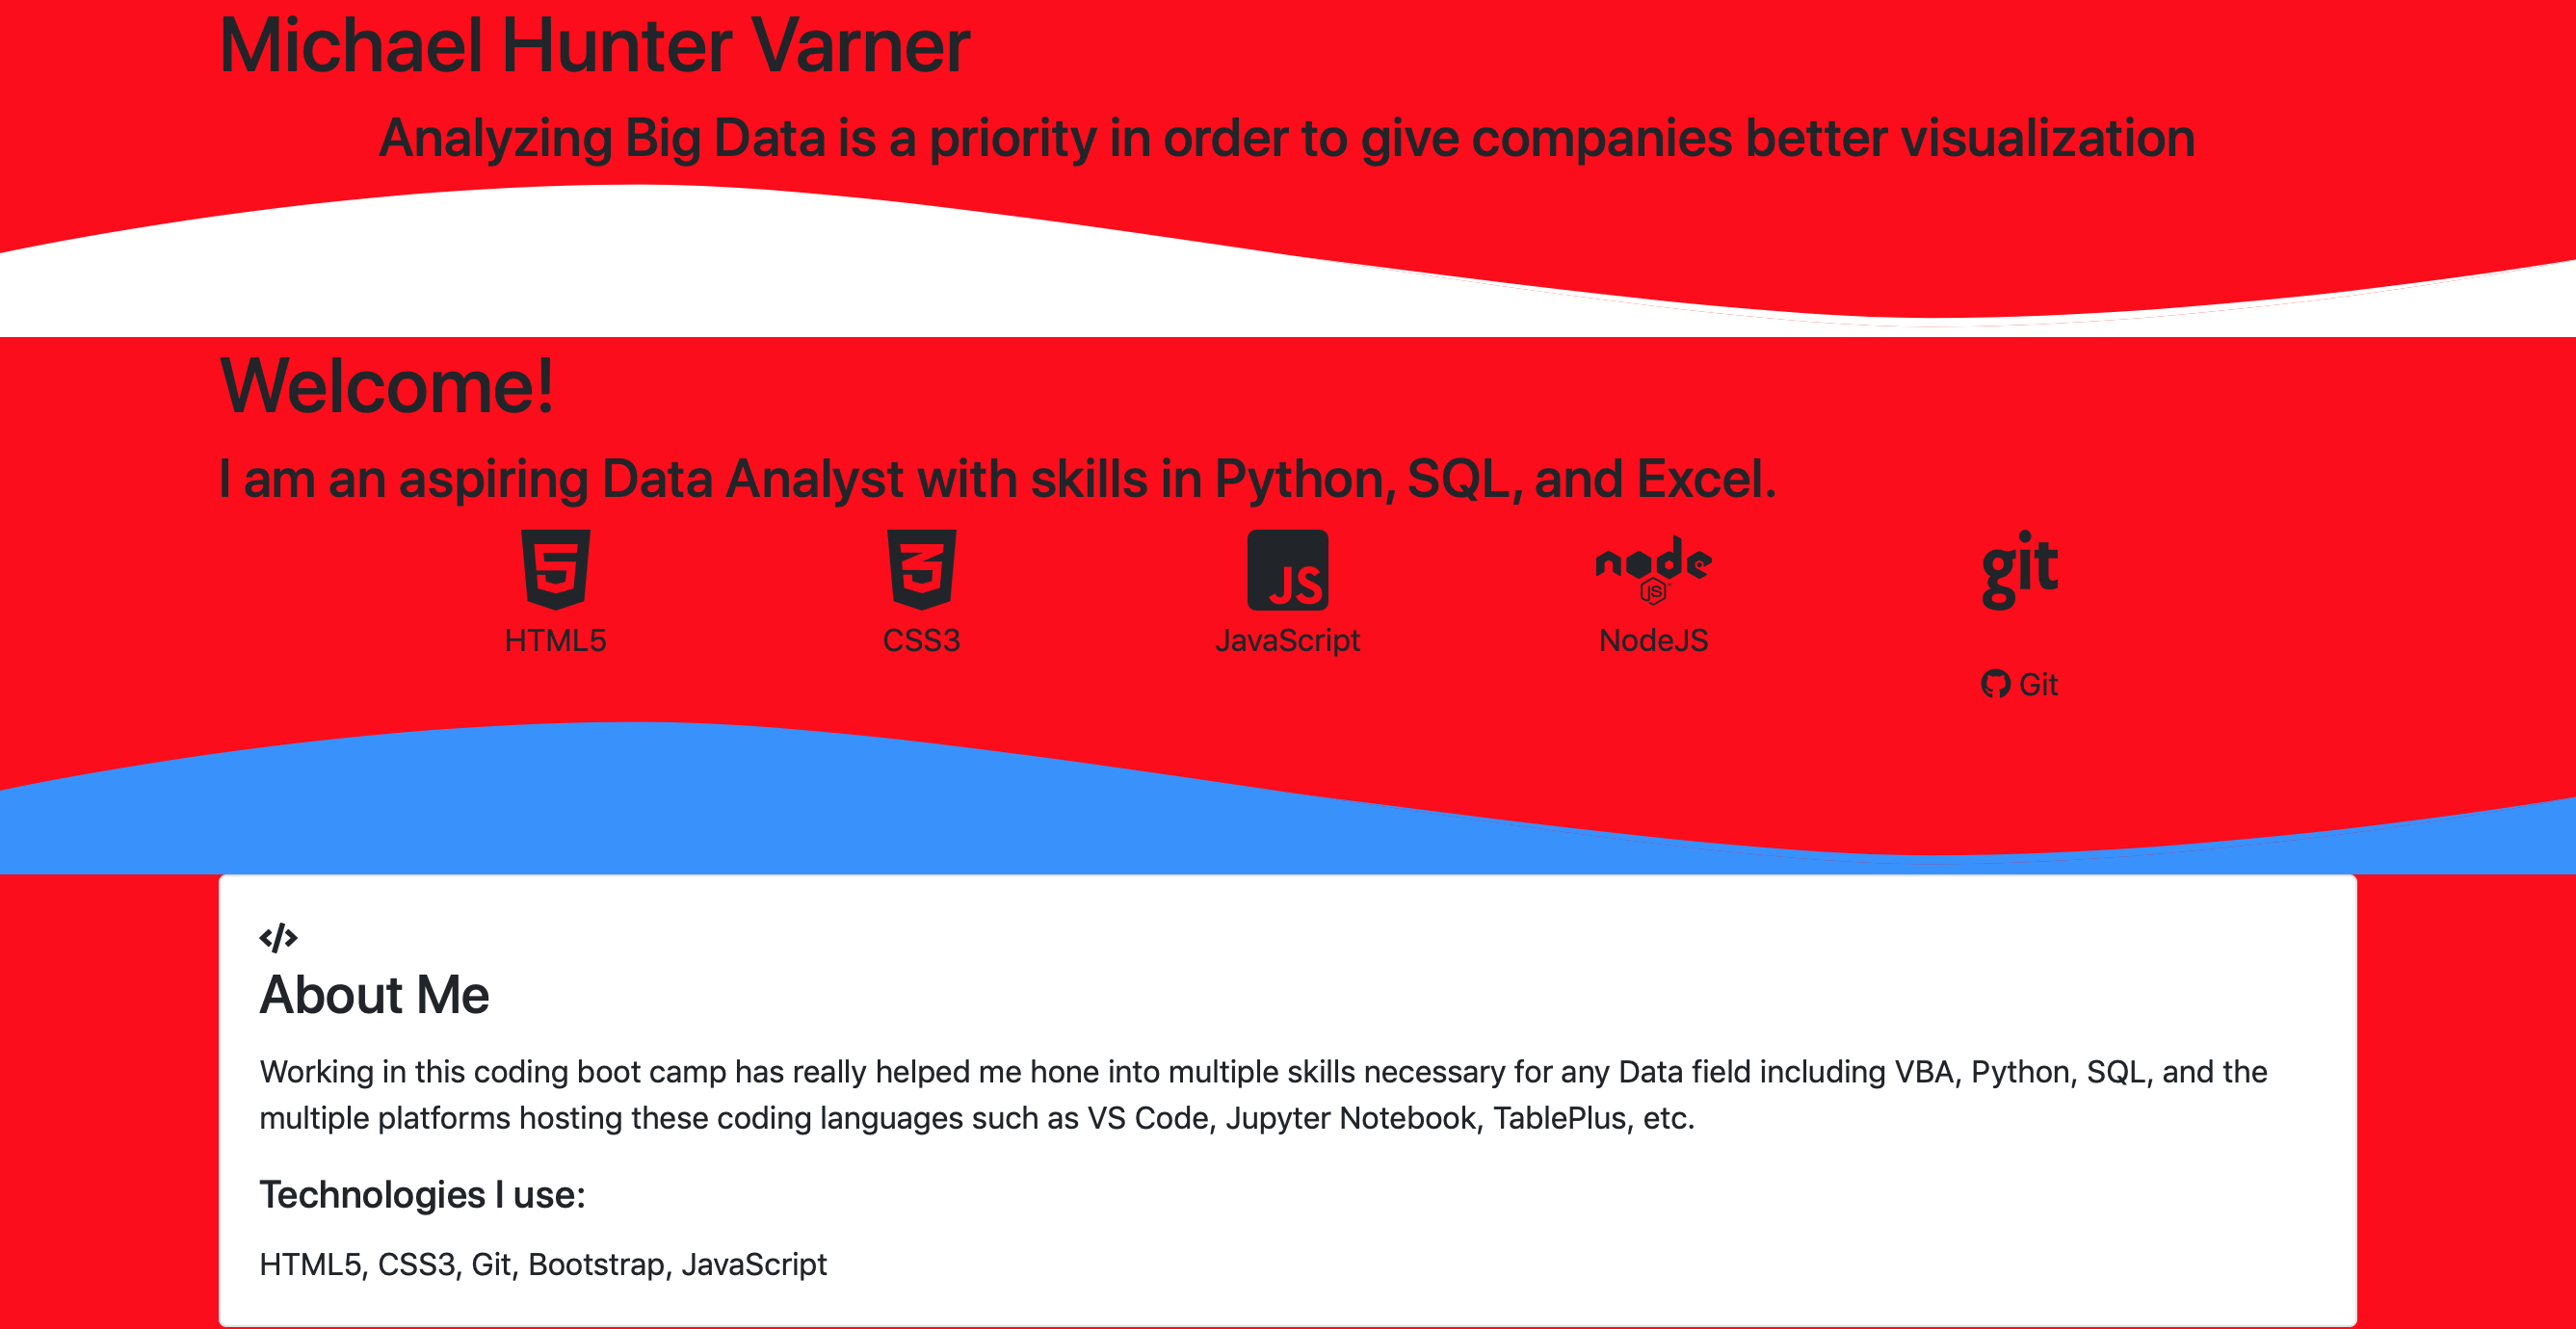 Michael Hunter Varner
Analyzing Big Data is a priority in order to give companies better visualization
Welcome!
I am an aspiring Data Analyst with skills in Python, SQL, and Excel.
5 3 JS node JS git
HTML5 CSS3 JavaScript NodeJS
Git
</>
About Me
Working in this coding boot camp has really helped me hone into multiple skills necessary for any Data field including VBA, Python, SQL, and the
multiple platforms hosting these coding languages such as VS Code, Jupyter Notebook, TablePlus, etc.
Technologies I use:
HTML5, CSS3, Git, Bootstrap, JavaScript